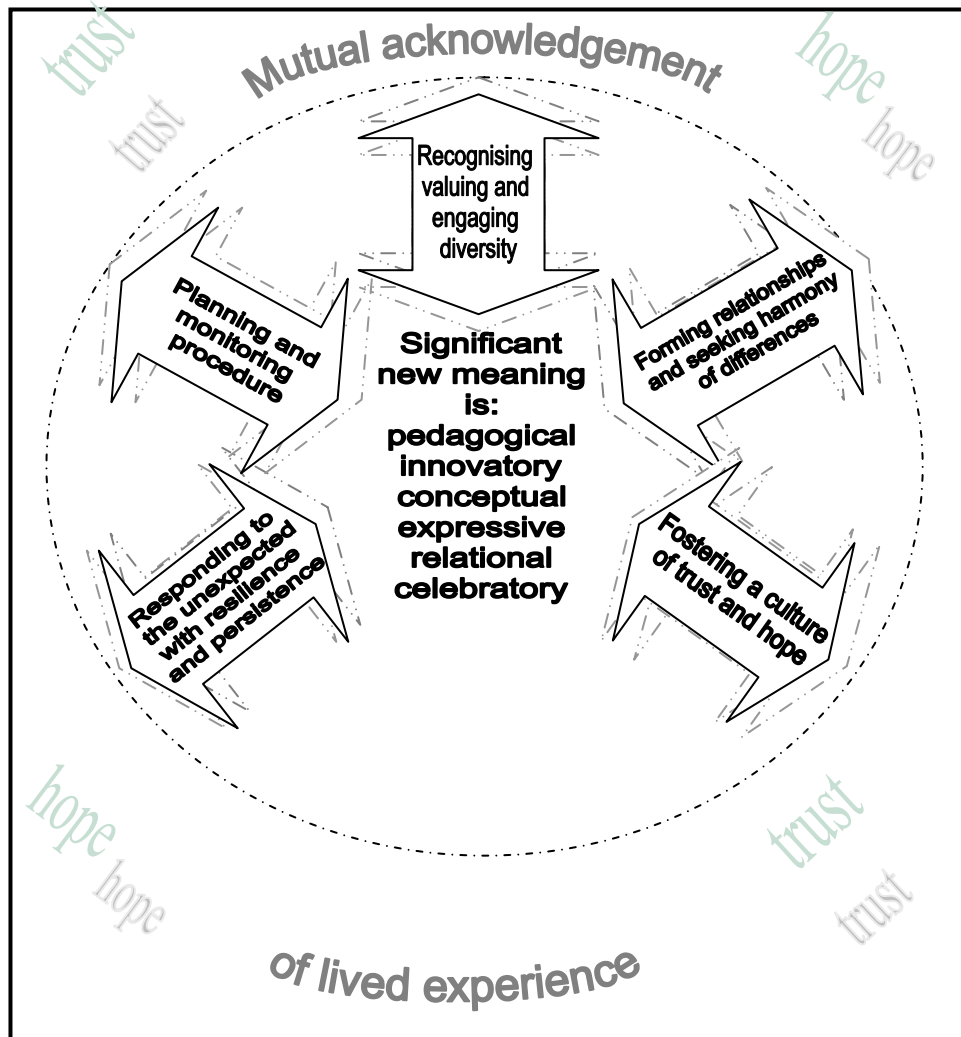 trust
Mutual acknowledgement
hope
trust
hope
Recognising
valuing and
engaging
diversity
Planning and
monitoring
procedure
Forming relationships
and seeking harmony
of differences
Significant
new meaning
is:
pedagogical
innovatory
conceptual
expressive
relational
celebratory
Responding to
the unexpected
with resilience
and persistence
Fostering a culture
of trust and hope
hope
trust
hope
trust
of lived experience